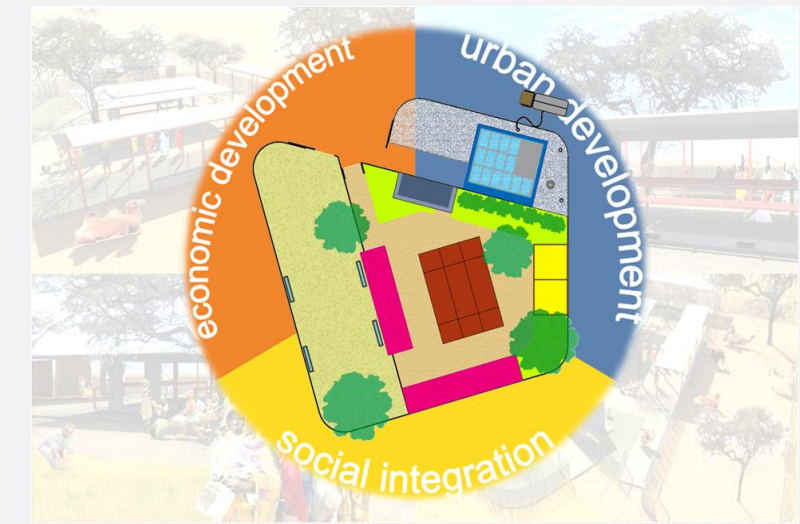 economic development
urban development
social integration